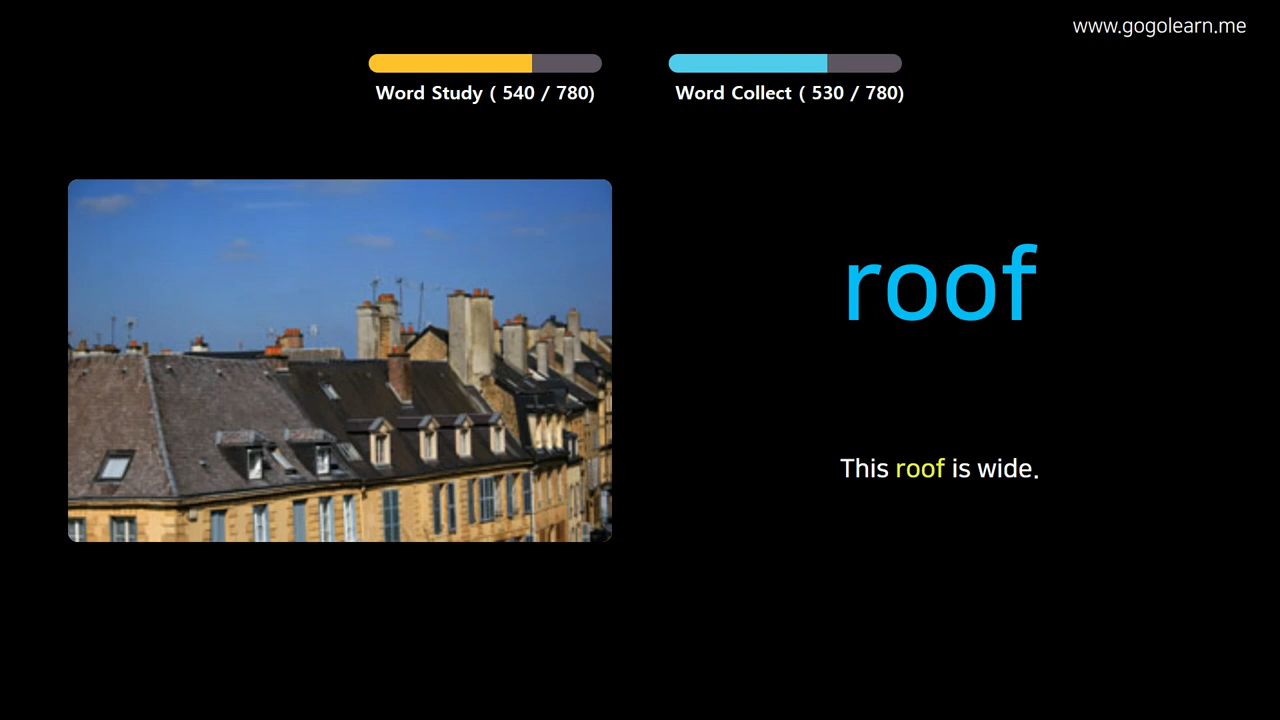 www.gogolearn.me
Word Study ( 540 / 780)
Word Collect ( 530 / 780)
roof
This roof is wide.